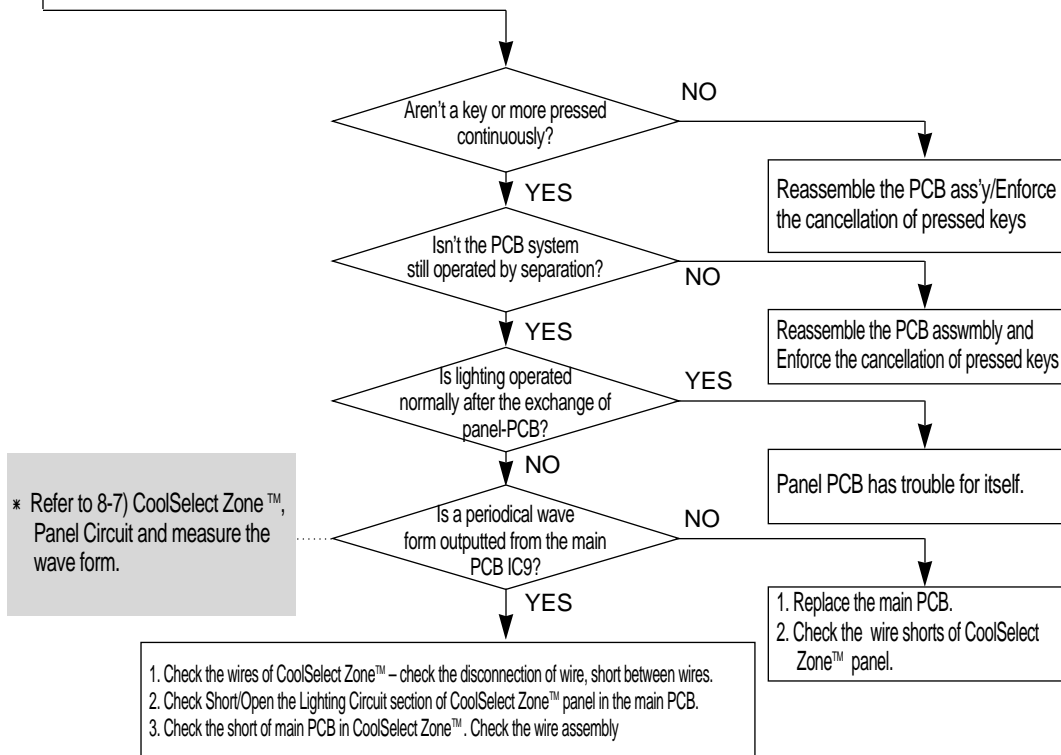 Aren't a key or more pressed
continuously?
NO
Reassemble the PCB ass'y/Enforce
the cancellation of pressed keys
YES
Isn't the PCB system
still operated by separation?
NO
Reassemble the PCB asswmbly and
Enforce the cancellation of pressed keys
YES
Is lighting operated
normally after the exchange of
panel-PCB?
YES
Panel PCB has trouble for itself.
NO
* Refer to 8-7) CoolSelect Zone ™,
Panel Circuit and measure the
wave form.
Is a periodical wave
form outputted from the main
PCB IC9?
NO
1. Replace the main PCB.
2. Check the wire shorts of CoolSelect
Zone™ panel.
YES
1. Check the wires of CoolSelect Zone™ – check the disconnection of wire, short between wires.
2. Check Short/Open the Lighting Circuit section of CoolSelect Zone™ panel in the main PCB.
3. Check the short of main PCB in CoolSelect Zone™. Check the wire assembly